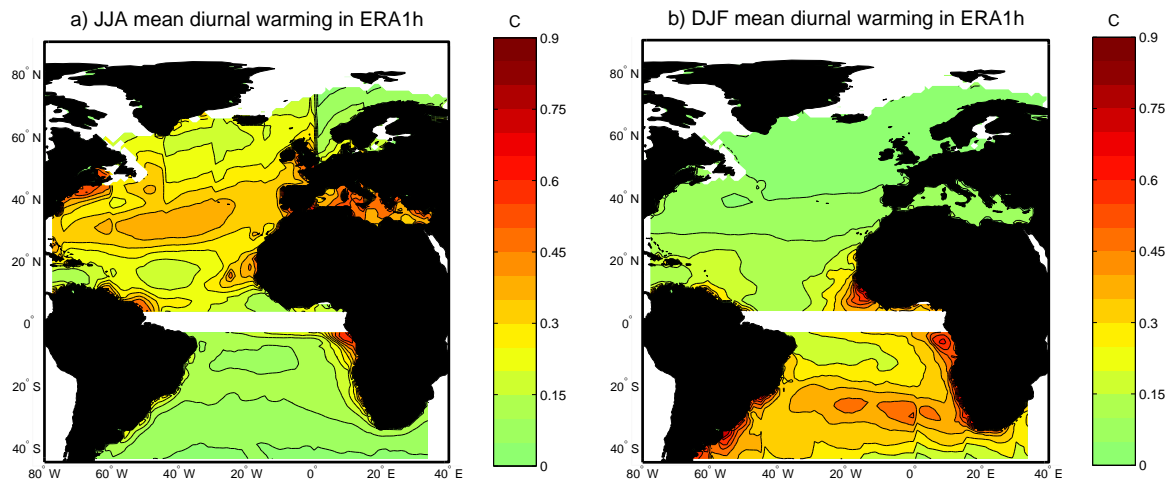 a) JJA mean diurnal warming in ERA1h
C
0.9
0.75
0.6
0.45
0.3
0.15
0
80° N
60° N
40° N
20° N
0°
20° S
40° S
80° W 60° W 40° W 20° W 0° 20° E 40° E
b) DJF mean diurnal warming in ERA1h
C
0.9
0.75
0.6
0.45
0.3
0.15
0
80° N
60° N
40° N
20° N
0°
20° S
40° S
80° W 60° W 40° W 20° W 0° 20° E 40° E